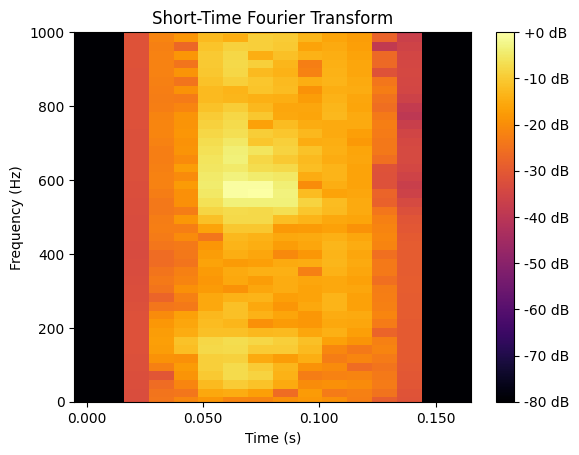 Short-Time Fourier Transform
Frequency (Hz)
1000
800
600
400
200
0
0.000
0.050
0.100
0.150
Time (s)
+0 dB
-10 dB
-20 dB
-30 dB
-40 dB
-50 dB
-60 dB
-70 dB
-80 dB